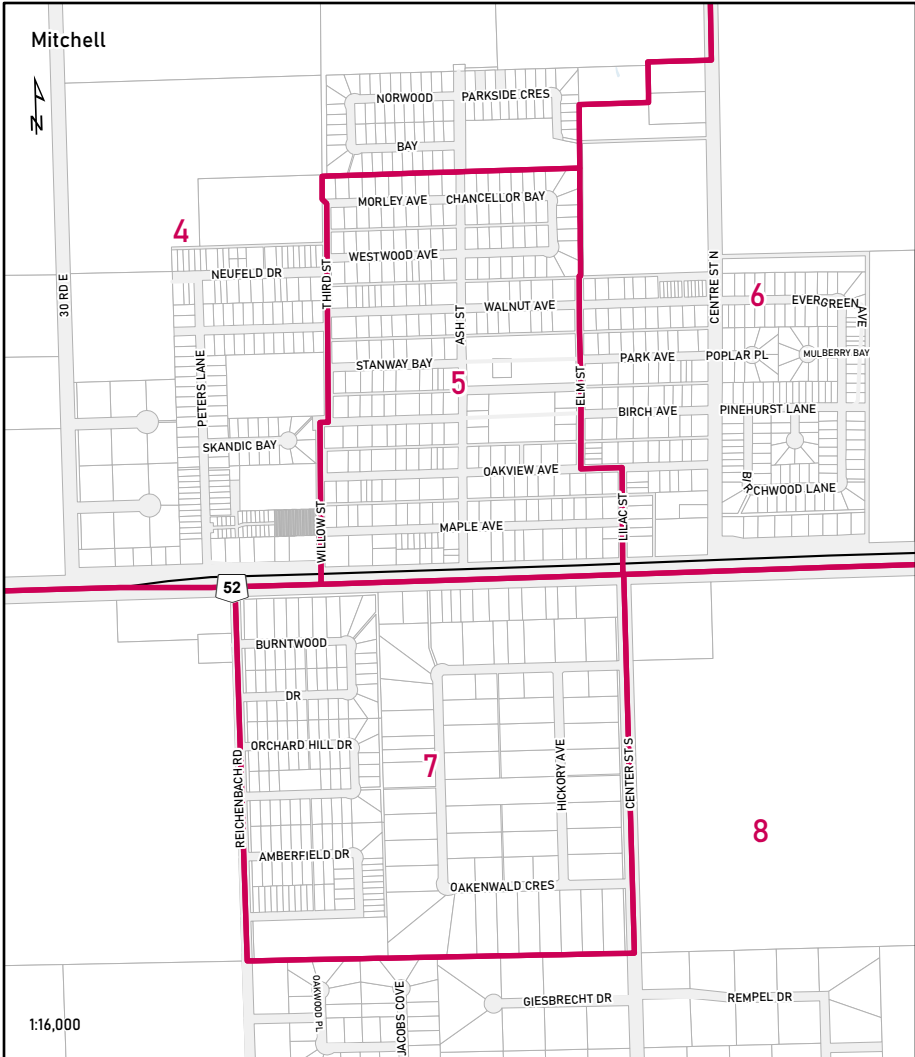 Mitchell
N
NORWOOD
PARKSIDE CRES
BAY
MORLEY AVE
CHANCELLOR BAY
4
WESTWOOD AVE
NEUFELD DR
THIRD ST
30 RD E
CENTRE ST N
6
EVERGREEN AVE
WALNUT AVE
ASH ST
STANWAY BAY
PARK AVE
POPLAR PL
MULBERRY BAY
5
ELM ST
PETERS LANE
BIRCH AVE
PINEHURST LANE
SKANDIC BAY
OAKVIEW AVE
BIRCHWOOD LANE
WILLOW ST
MAPLE AVE
LILAC ST
52
BURNTWOOD
DR
ORCHARD HILL DR
7
REICHENBACH RD
HICKORY AVE
CENTER ST S
8
AMBERFIELD DR
OAKENWALD CRES
OAKWOOD PL
JACOBS COVE
GIESBRECHT DR
REMPEL DR
1:16,000